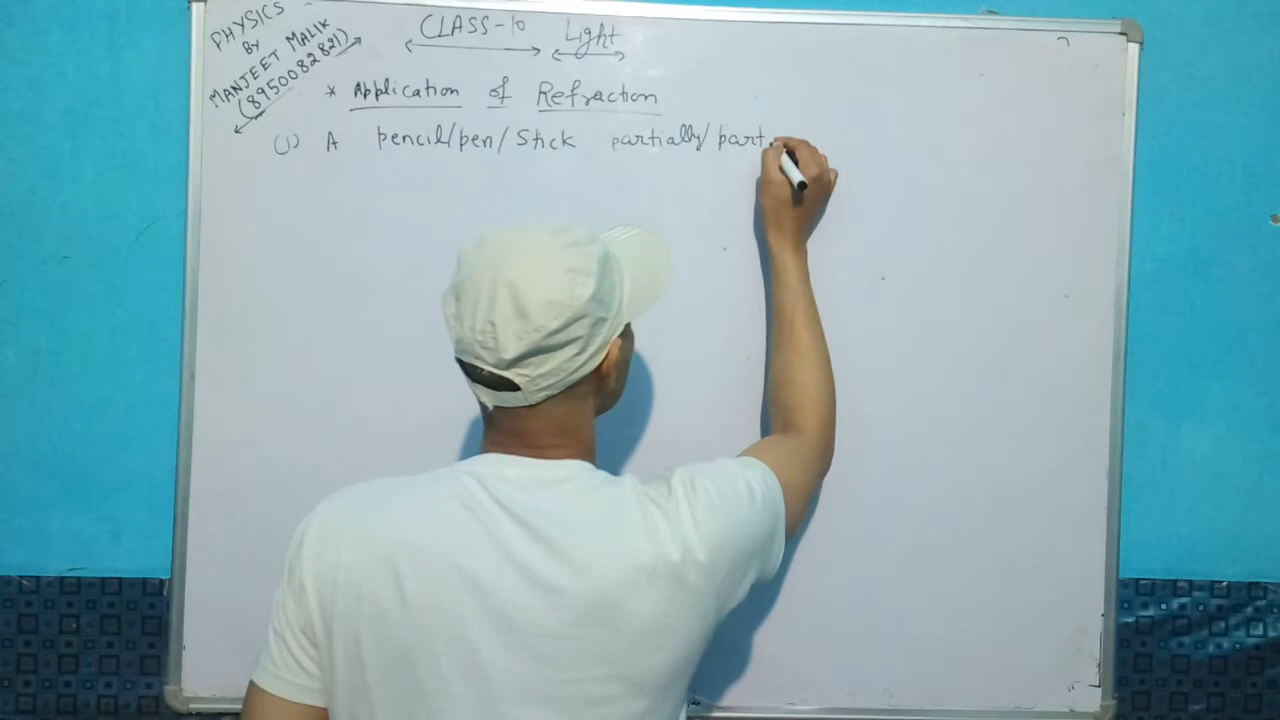 PHYSICS
By
MANJEET MALIK
(8950082821)
CLASS-10 Light
* Application of Refraction
(1) A pencil/pen/Stick partially/part